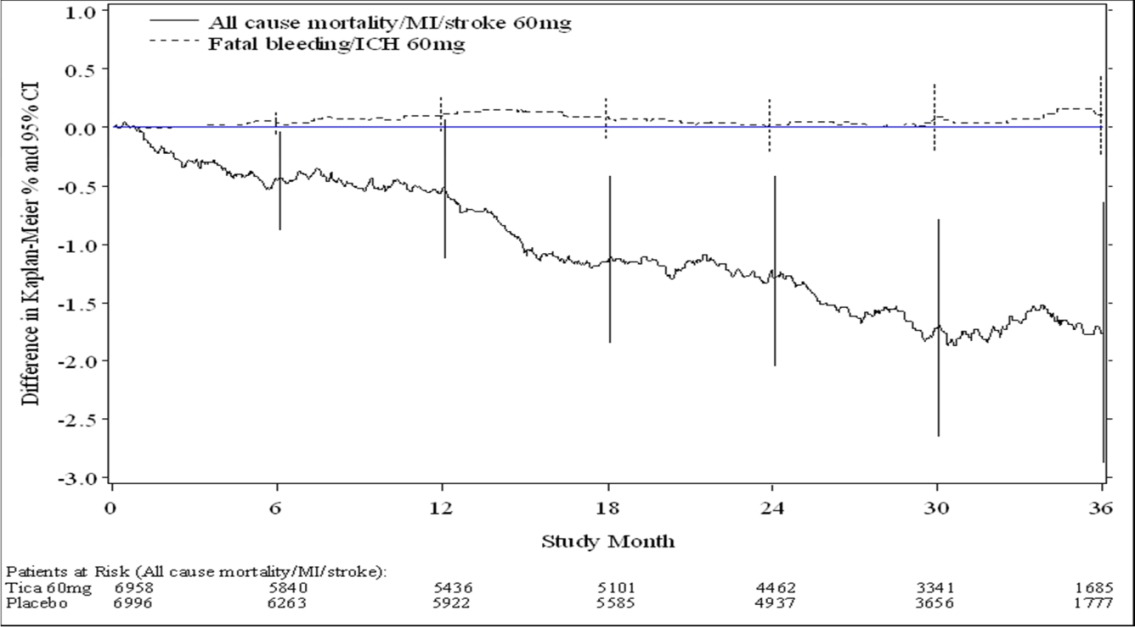 1.0
All cause mortality/MI/stroke 60mg
Fatal bleeding/ICH 60mg
0.5
0.0
-0.5
-1.0
-1.5
-2.0
-2.5
-3.0
Difference in Kaplan-Meier % and 95% CI
0 6 12 18 24 30 36
Study Month
Patients at Risk (All cause mortality/MI/stroke):
Tica 60mg 6958 5840 5436 5101 4462 3341 1685
Placebo 6996 6263 5922 5585 4937 3656 1777